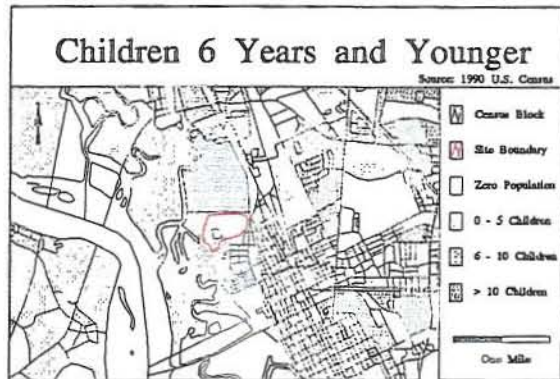 Children 6 Years and Younger
Source: 1990 U.S. Census
Census Block
Site Boundary
Zero Population
0 - 5 Children
6 - 10 Children
> 10 Children
One Mile